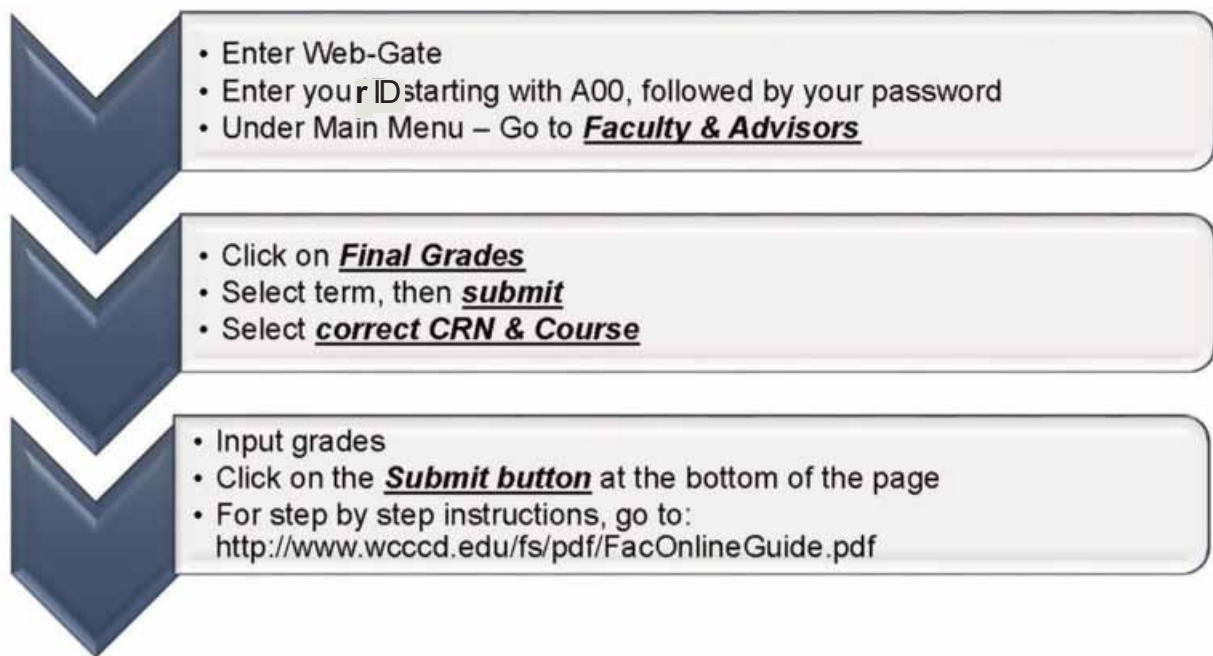 • Enter Web-Gate
• Enter your ID starting with A00, followed by your password
• Under Main Menu – Go to Faculty & Advisors
• Click on Final Grades
• Select term, then submit
• Select correct CRN & Course
• Input grades
• Click on the Submit button at the bottom of the page
• For step by step instructions, go to:
http://www.wcccd.edu/fs/pdf/FacOnlineGuide.pdf